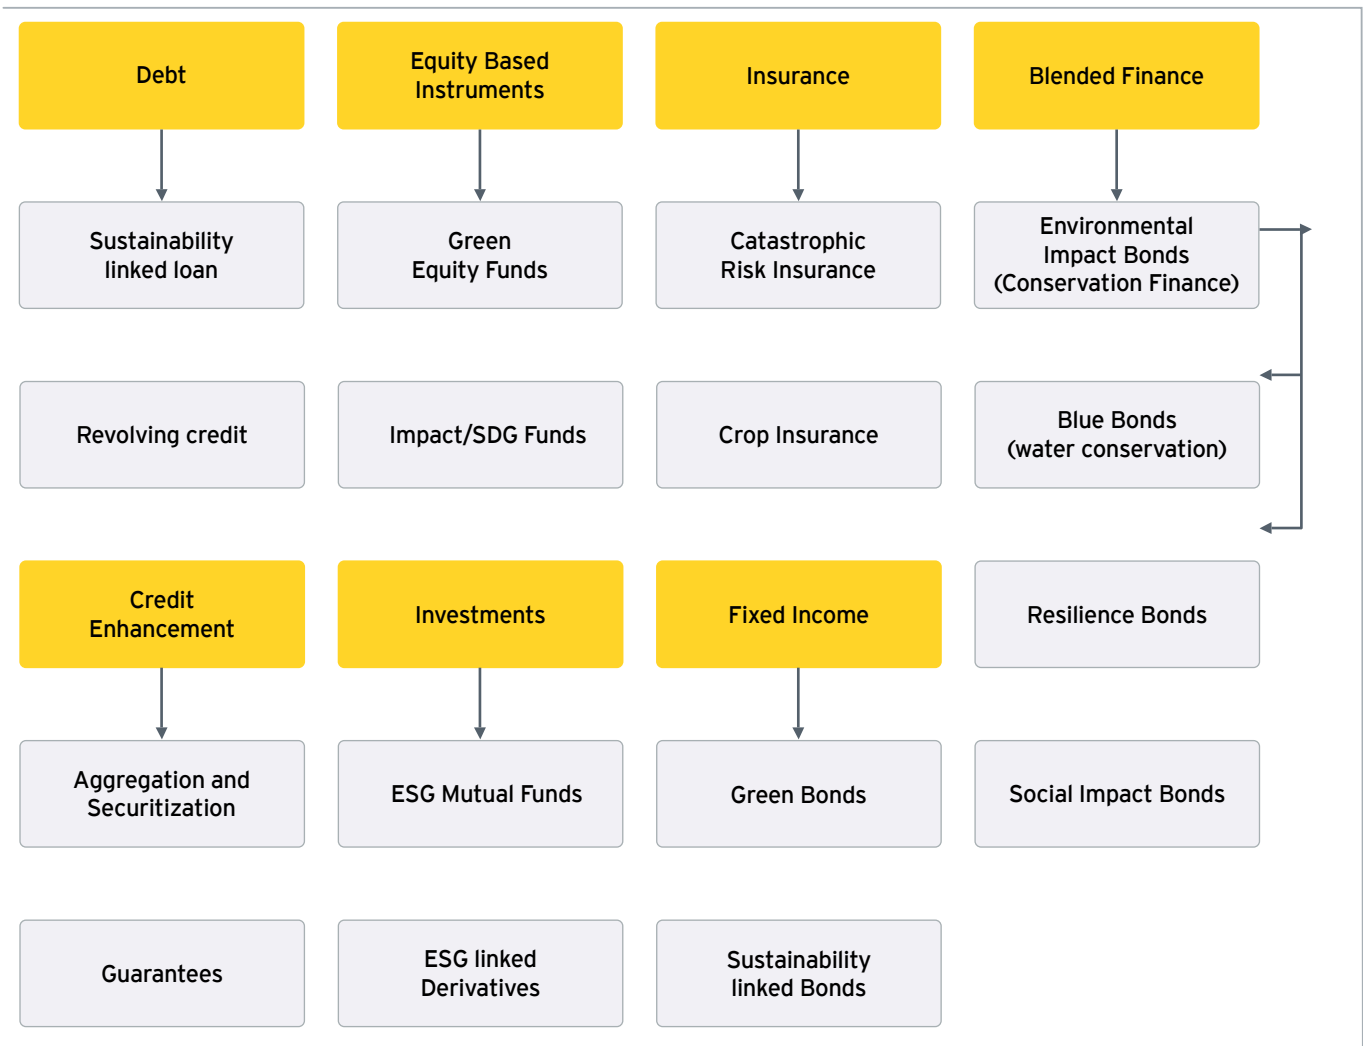 Debt
Equity Based
Instruments
Insurance
Blended Finance
Sustainability
linked loan
Green
Equity Funds
Catastrophic
Risk Insurance
Environmental
Impact Bonds
(Conservation Finance)
Revolving credit
Impact/SDG Funds
Crop Insurance
Blue Bonds
(water conservation)
Credit
Enhancement
Investments
Fixed Income
Resilience Bonds
Aggregation and
Securitization
ESG Mutual Funds
Green Bonds
Social Impact Bonds
Guarantees
ESG linked
Derivatives
Sustainability
linked Bonds